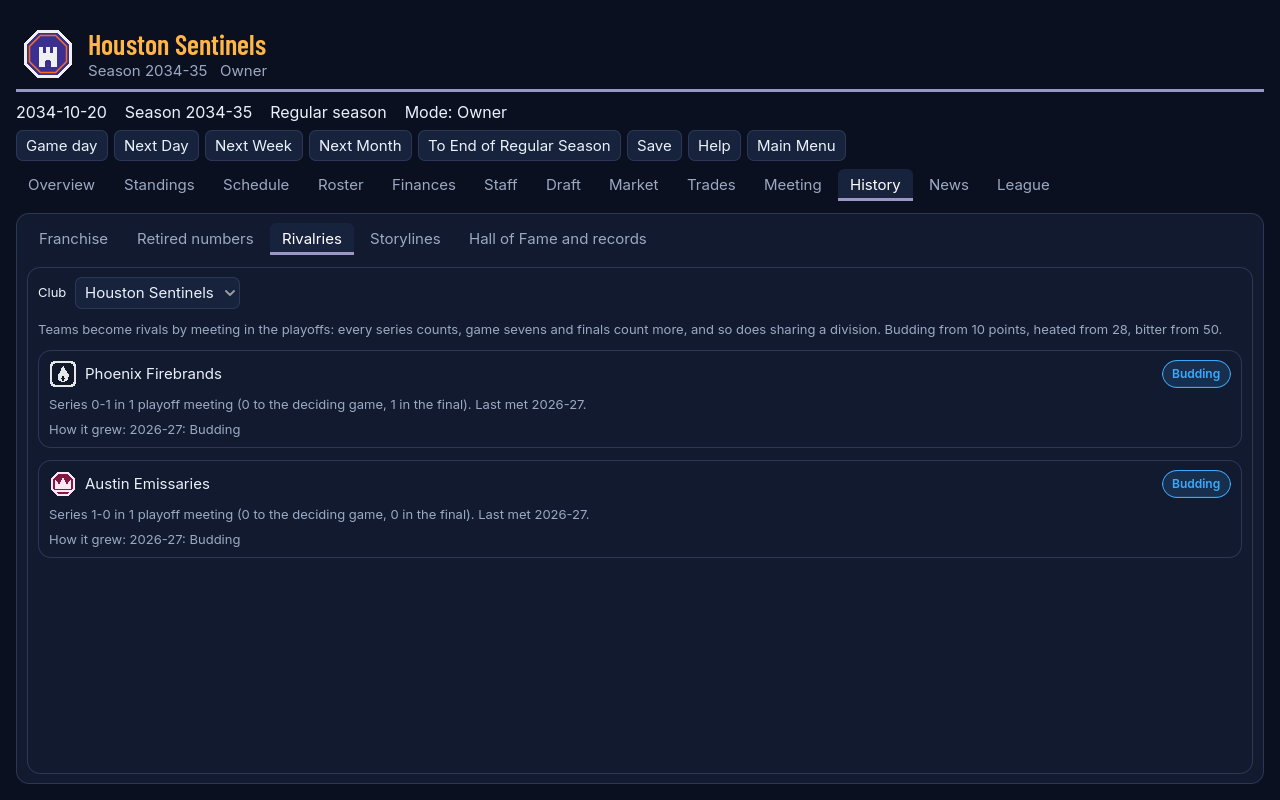 Houston Sentinels
Season 2034-35 Owner
2034-10-20 Season 2034-35 Regular season Mode: Owner
Game day Next Day Next Week Next Month To End of Regular Season Save Help Main Menu
Overview Standings Schedule Roster Finances Staff Draft Market Trades Meeting History News League
Franchise Retired numbers Rivalries Storylines Hall of Fame and records
Club Houston Sentinels
Teams become rivals by meeting in the playoffs: every series counts, game sevens and finals count more, and so does sharing a division. Budding from 10 points, heated from 28, bitter from 50.
Phoenix Firebrands Budding
Series 0-1 in 1 playoff meeting (0 to the deciding game, 1 in the final). Last met 2026-27.
How it grew: 2026-27: Budding
Austin Emissaries Budding
Series 1-0 in 1 playoff meeting (0 to the deciding game, 0 in the final). Last met 2026-27.
How it grew: 2026-27: Budding